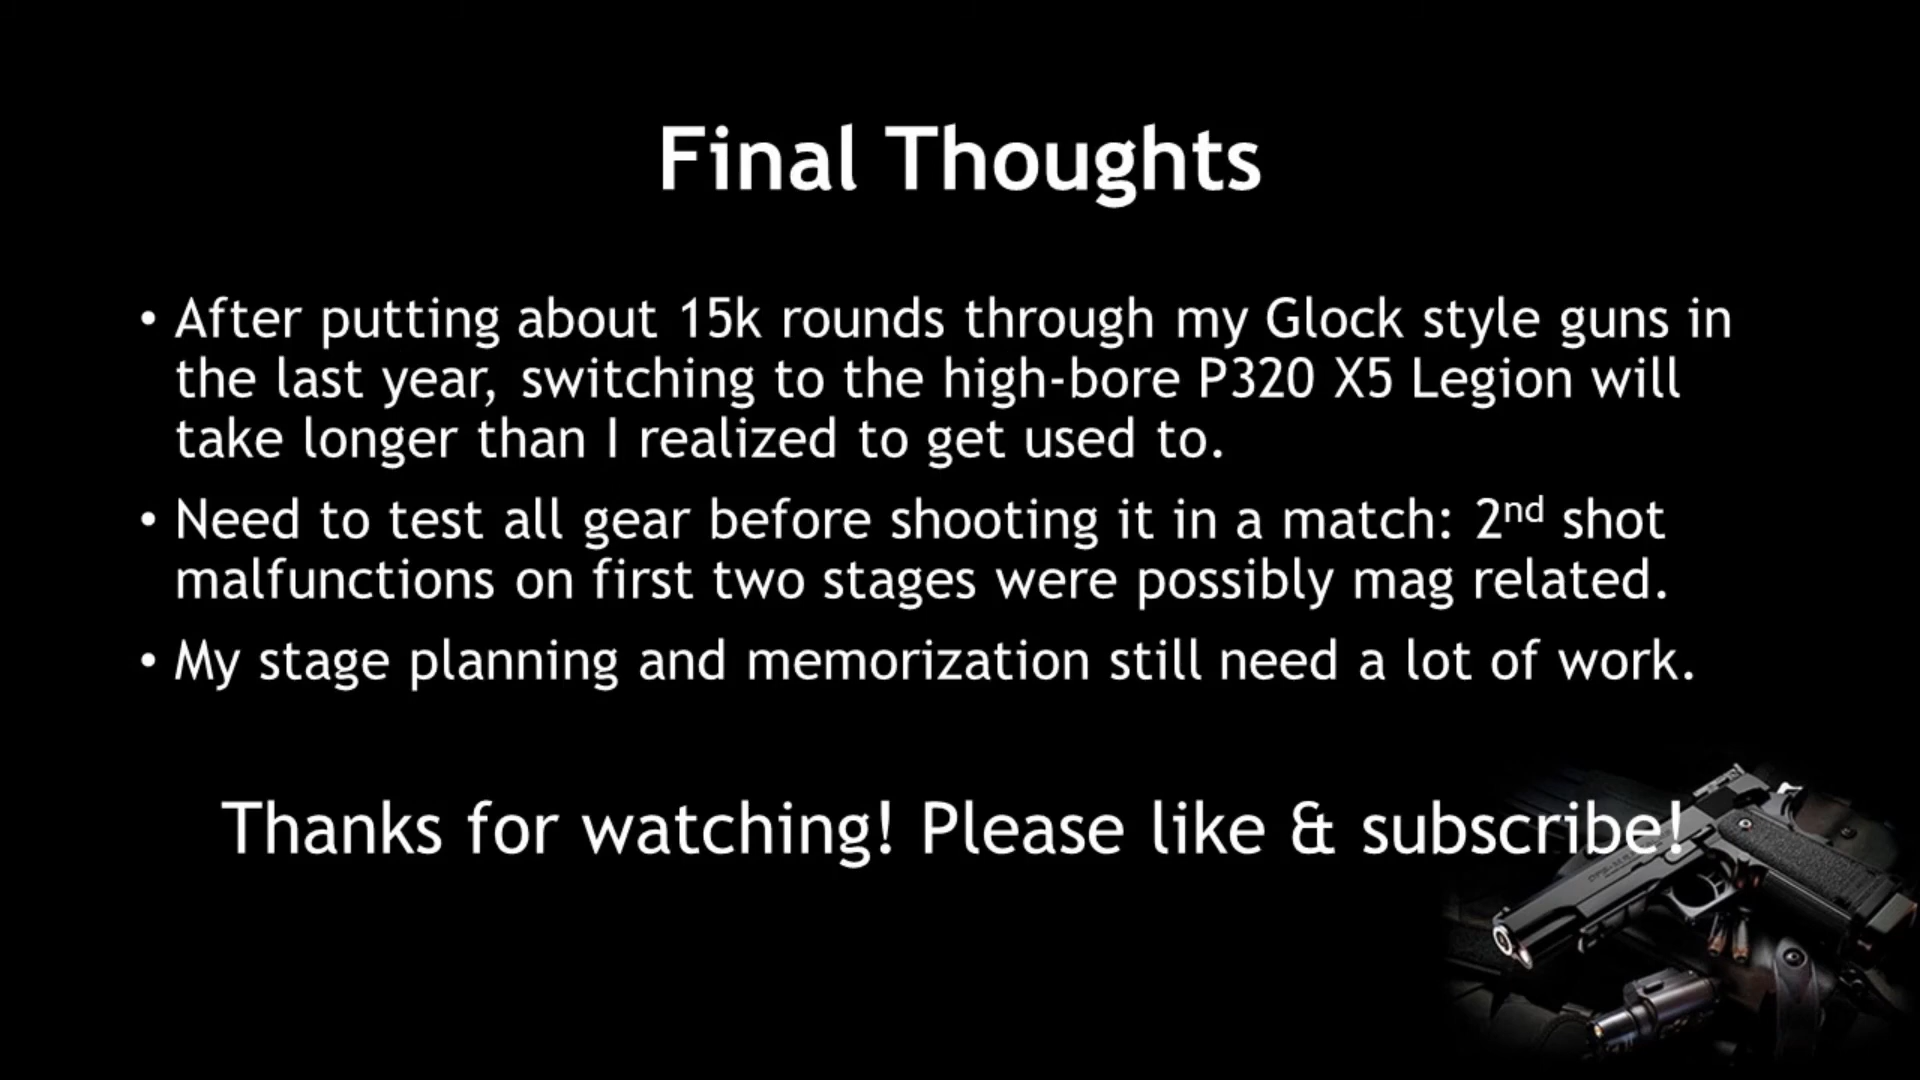 Final Thoughts
• After putting about 15k rounds through my Glock style guns in
the last year, switching to the high-bore P320 X5 Legion will
take longer than I realized to get used to.
• Need to test all gear before shooting it in a match: 2nd shot
malfunctions on first two stages were possibly mag related.
• My stage planning and memorization still need a lot of work.
Thanks for watching! Please like & subscribe!